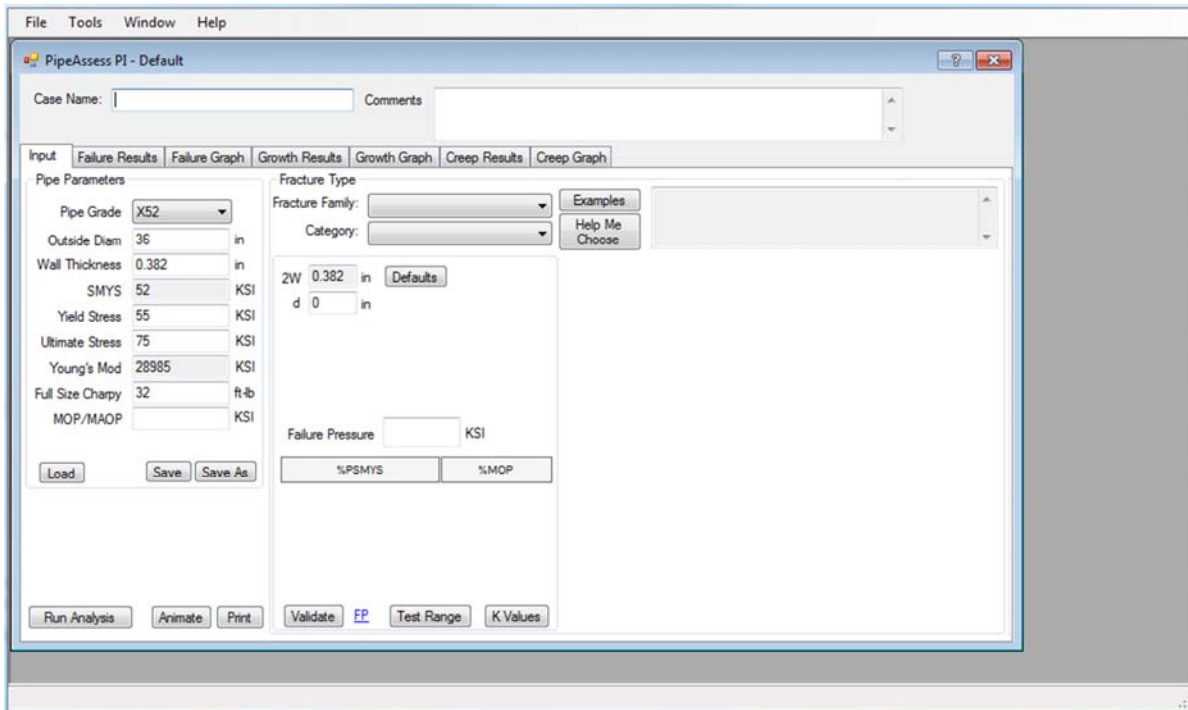 File Tools Window Help
PipeAssess PI - Default
Case Name: Comments
Input Failure Results Failure Graph Growth Results Growth Graph Creep Results Creep Graph
Pipe Parameters
Pipe Grade X52
Outside Diam 36 in
Wall Thickness 0.382 in
SMYS 52 KSI
Yield Stress 55 KSI
Ultimate Stress 75 KSI
Young's Mod 28985 KSI
Full Size Charpy 32 ft-lb
MOP/MAOP KSI
Load Save Save As
Run Analysis Animate Print
Fracture Type
Fracture Family: Examples
Category: Help Me
Choose
2W 0.382 in Defaults
d 0 in
Failure Pressure KSI
%PSMYS %MOP
Validate FP Test Range K Values